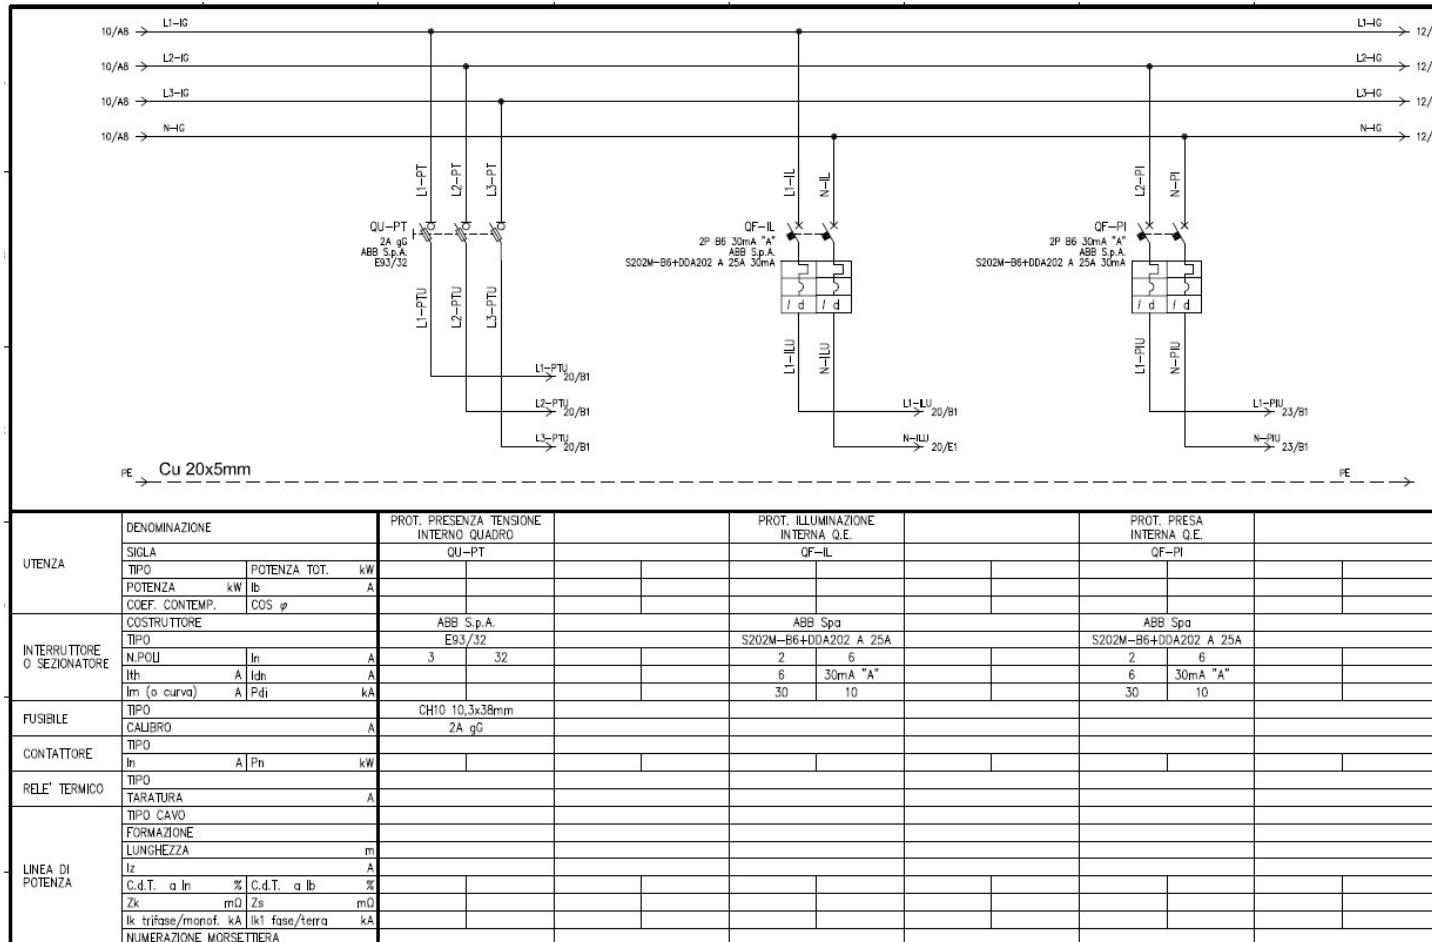 10/A8 L1-IG L1-IG 12/
10/A8 L2-IG L2-IG 12/
10/A8 L3-IG L3-IG 12/
10/A8 N-IG N-IG 12/
L1-PT L2-PT L3-PT L1-IL N-IL L2-PI N-PI
QU-PT QF-IL QF-PI
2A gG 2P B6 30mA "A" 2P B6 30mA "A"
ABB S.p.A. ABB S.p.A. ABB S.p.A.
E93/32 S202M-B6+DDA202 A 25A 30mA S202M-B6+DDA202 A 25A 30mA
I d I d I d I d
L1-PTU L2-PTU L3-PTU L1-ILU N-ILU L1-PIU N-PIU
L1-PTU 20/B1
L2-PTU 20/B1 L1-ILU 20/B1 L1-PIU 23/B1
L3-PTU 20/B1 N-ILU 20/E1 N-PIU 23/B1
PE Cu 20x5mm PE
UTENZA
DENOMINAZIONE PROT. PRESENZA TENSIONE INTERNO QUADRO PROT. ILLUMINAZIONE INTERNA Q.E. PROT. PRESA INTERNA Q.E.
SIGLA QU-PT QF-IL QF-PI
TIPO POTENZA TOT. kW
POTENZA kW Ib A
COEF. CONTEMP. COS φ
INTERRUTTORE O SEZIONATORE
COSTRUTTORE ABB S.p.A. ABB Spa ABB Spa
TIPO E93/32 S202M-B6+DDA202 A 25A S202M-B6+DDA202 A 25A
N.POLI In A 3 32 2 6 2 6
Ith A Idn A 6 30mA "A" 6 30mA "A"
Im (o curva) A Pdi kA 30 10 30 10
FUSIBILE
TIPO CH10 10,3x38mm
CALIBRO A 2A gG
CONTATTORE
TIPO
In A Pn kW
RELE' TERMICO
TIPO
TARATURA A
LINEA DI POTENZA
TIPO CAVO
FORMAZIONE
LUNGHEZZA m
Iz A
C.d.T. a In % C.d.T. a Ib %
Zk mΩ Zs mΩ
Ik trifase/monof. kA Ik1 fase/terra kA
NUMERAZIONE MORSETTIERA